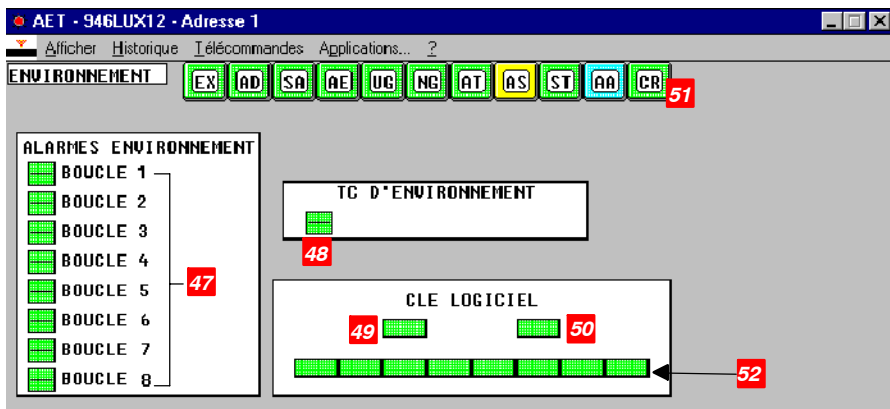 AET - 946LUX12 - Adresse 1
Afficher Historique Télécommandes Applications... ?
ENVIRONNEMENT EX AD SA AE UG NG AT AS ST AA CR
51
ALARMES ENVIRONNEMENT
BOUCLE 1
BOUCLE 2
BOUCLE 3
BOUCLE 4
BOUCLE 5
BOUCLE 6
BOUCLE 7
BOUCLE 8
47
TC D'ENVIRONNEMENT
48
CLE LOGICIEL
49 50
52